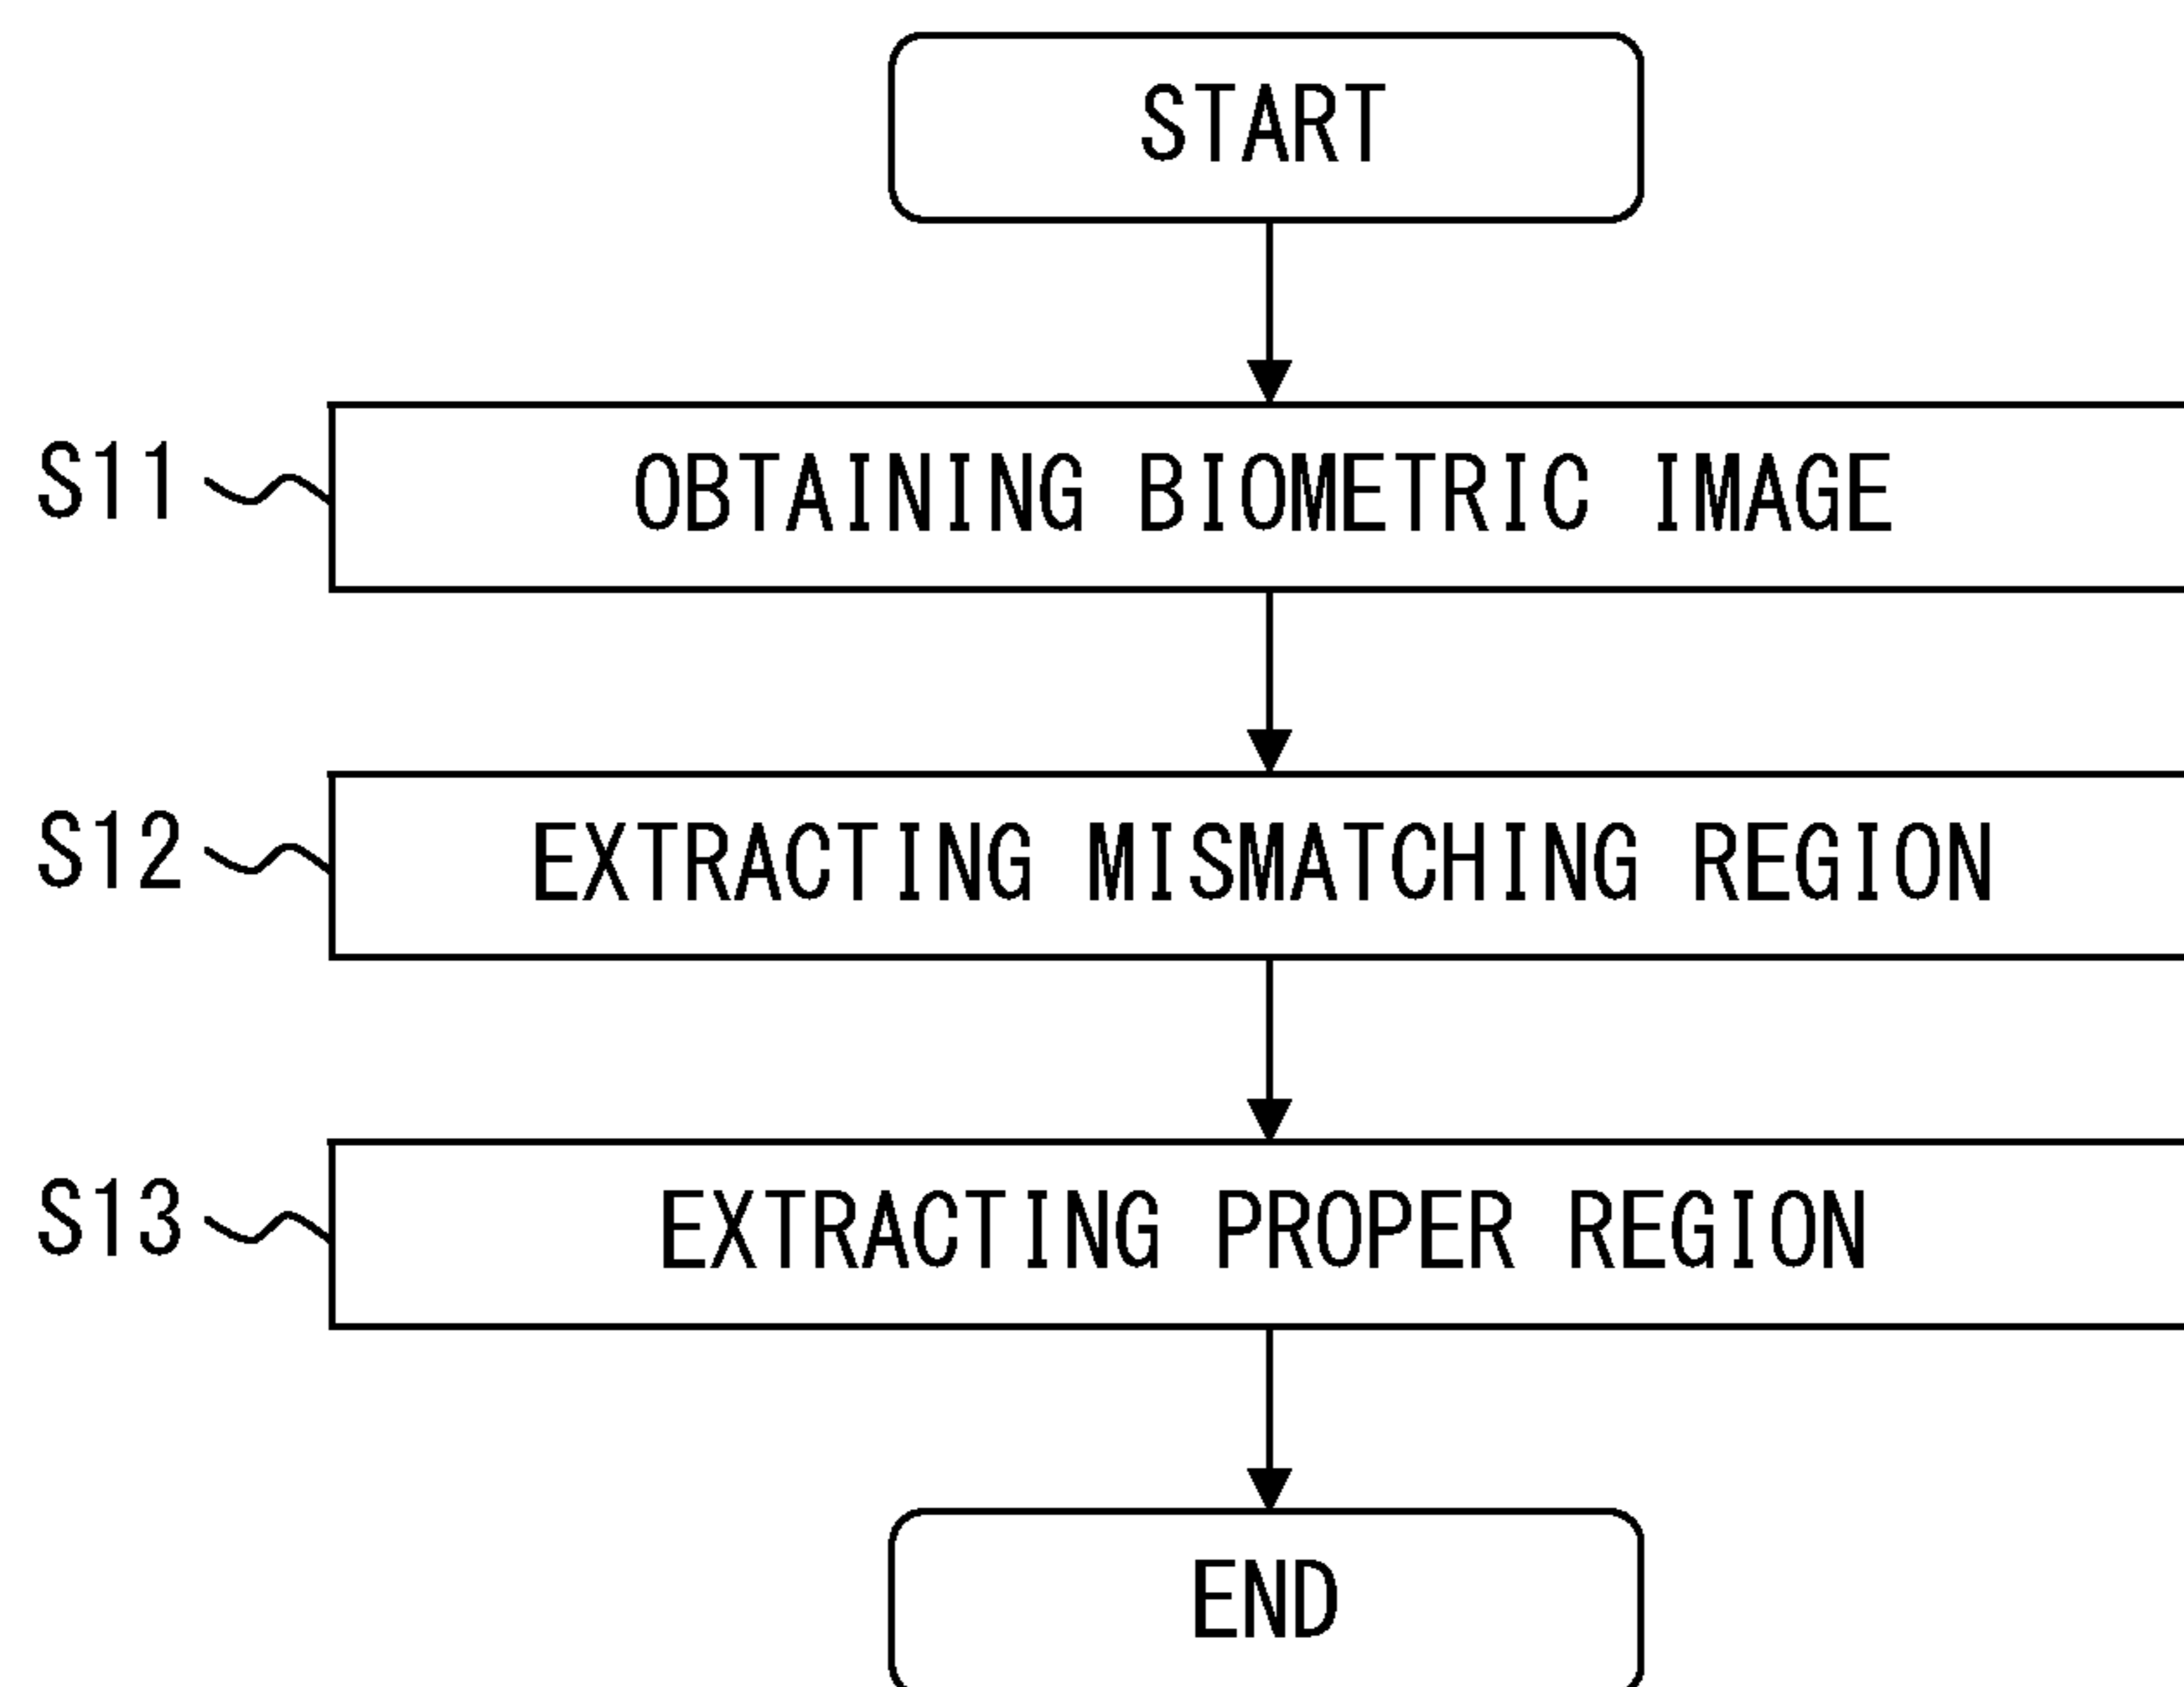 START
S11 OBTAINING BIOMETRIC IMAGE
S12 EXTRACTING MISMATCHING REGION
S13 EXTRACTING PROPER REGION
END